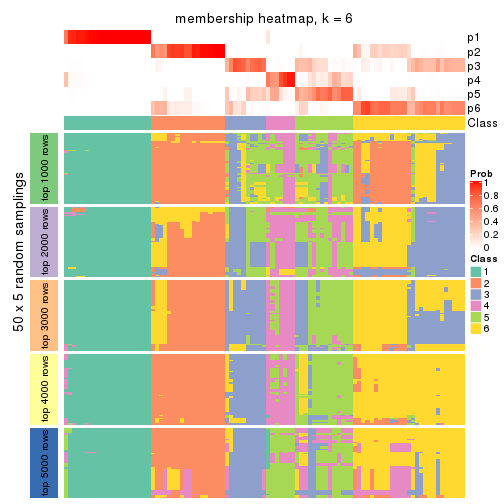 membership heatmap, k = 6
p1
p2
p3
p4
p5
p6
Class
50 x 5 random samplings
top 1000 rows
top 2000 rows
top 3000 rows
top 4000 rows
top 5000 rows
Prob
1
0.8
0.6
0.4
0.2
0
Class
1
2
3
4
5
6